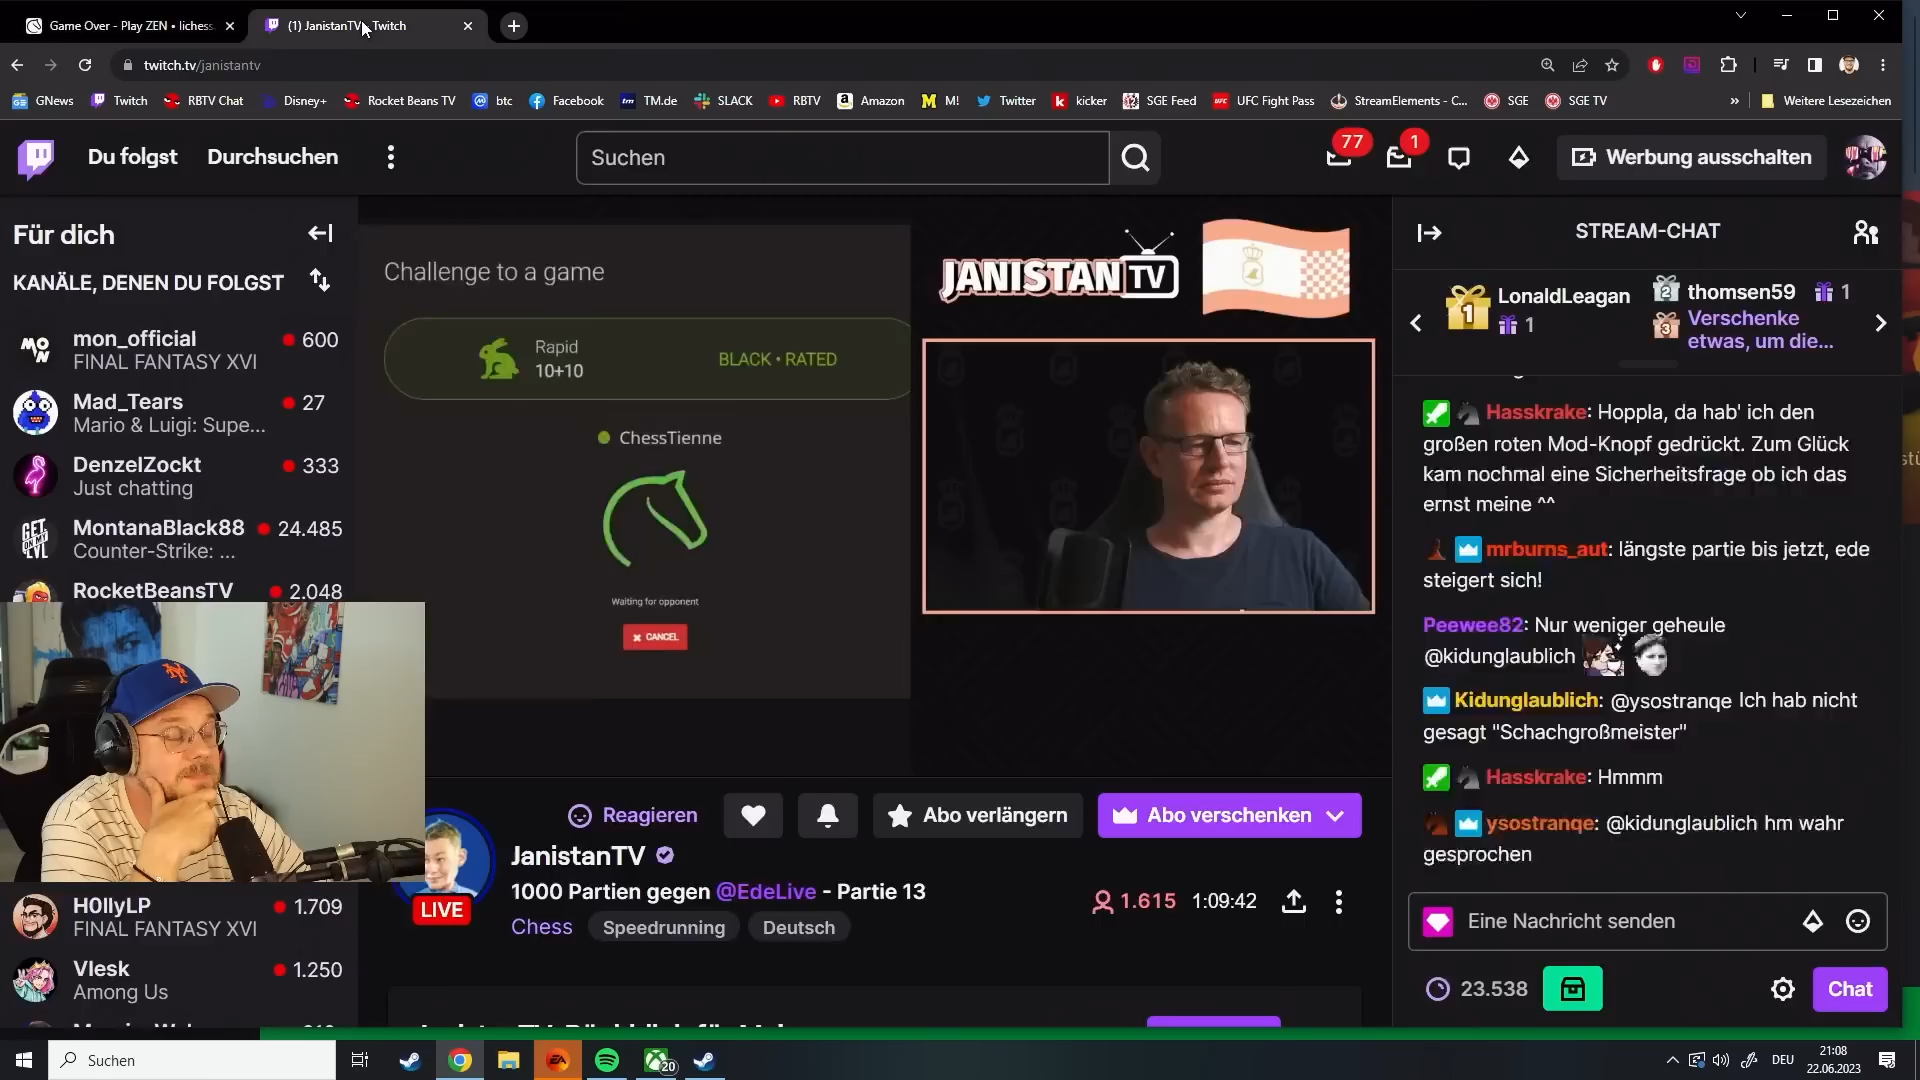 Game Over - Play ZEN • lichess
(1) JanistanTV - Twitch
twitch.tv/janistantv
GNews
Twitch
RBTV Chat
Disney+
Rocket Beans TV
btc
Facebook
TM.de
SLACK
RBTV
Amazon
M!
Twitter
kicker
SGE Feed
UFC Fight Pass
StreamElements - C...
SGE
SGE TV
»
Weitere Lesezeichen
Du folgst
Durchsuchen
Suchen
77
1
Werbung ausschalten
Für dich
KANÄLE, DENEN DU FOLGST
mon_official
600
FINAL FANTASY XVI
Mad_Tears
27
Mario & Luigi: Supe...
DenzelZockt
333
Just chatting
MontanaBlack88
24.485
Counter-Strike: ...
RocketBeansTV
2.048
H0llyLP
1.709
FINAL FANTASY XVI
Vlesk
1.250
Among Us
Challenge to a game
Rapid
10+10
BLACK • RATED
ChessTienne
Waiting for opponent
CANCEL
JANISTAN TV
Reagieren
Abo verlängern
Abo verschenken
JanistanTV
1000 Partien gegen @EdeLive - Partie 13
1.615
1:09:42
LIVE
Chess
Speedrunning
Deutsch
STREAM-CHAT
1
LonaldLeagan
1
2
thomsen59
1
3
Verschenke
etwas, um die...
Hasskrake: Hoppla, da hab' ich den
großen roten Mod-Knopf gedrückt. Zum Glück
kam nochmal eine Sicherheitsfrage ob ich das
ernst meine ^^
mrburns_aut: längste partie bis jetzt, ede
steigert sich!
Peewee82: Nur weniger geheule
@kidunglaublich
Kidunglaublich: @ysostranqe Ich hab nicht
gesagt "Schachgroßmeister"
Hasskrake: Hmmm
ysostranqe: @kidunglaublich hm wahr
gesprochen
Eine Nachricht senden
23.538
Chat
Suchen
20
DEU
21:08
22.06.2023